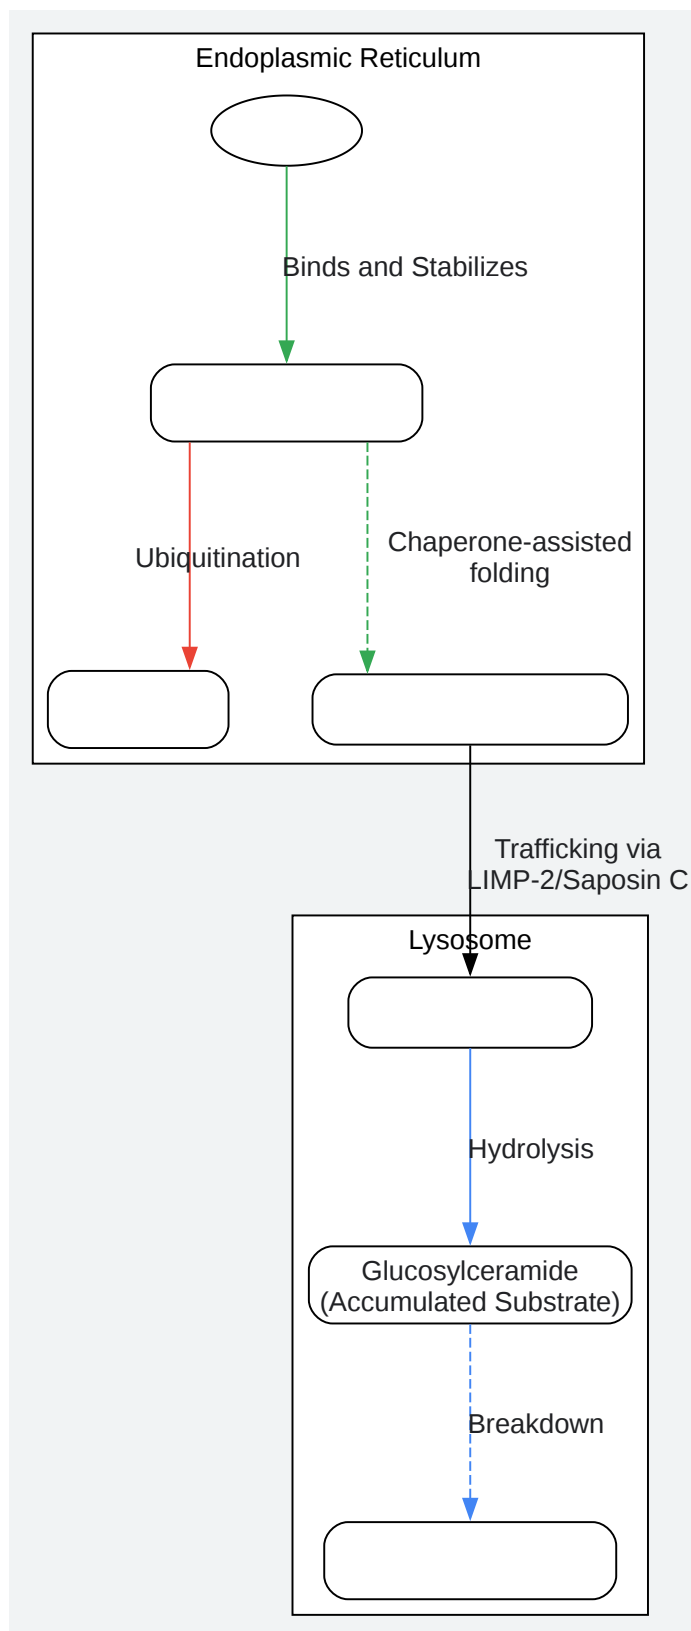 Endoplasmic Reticulum
Binds and Stabilizes
Ubiquitination
Chaperone-assisted
folding
Trafficking via
LIMP-2/Saposin C
Lysosome
Hydrolysis
Glucosylceramide
(Accumulated Substrate)
Breakdown